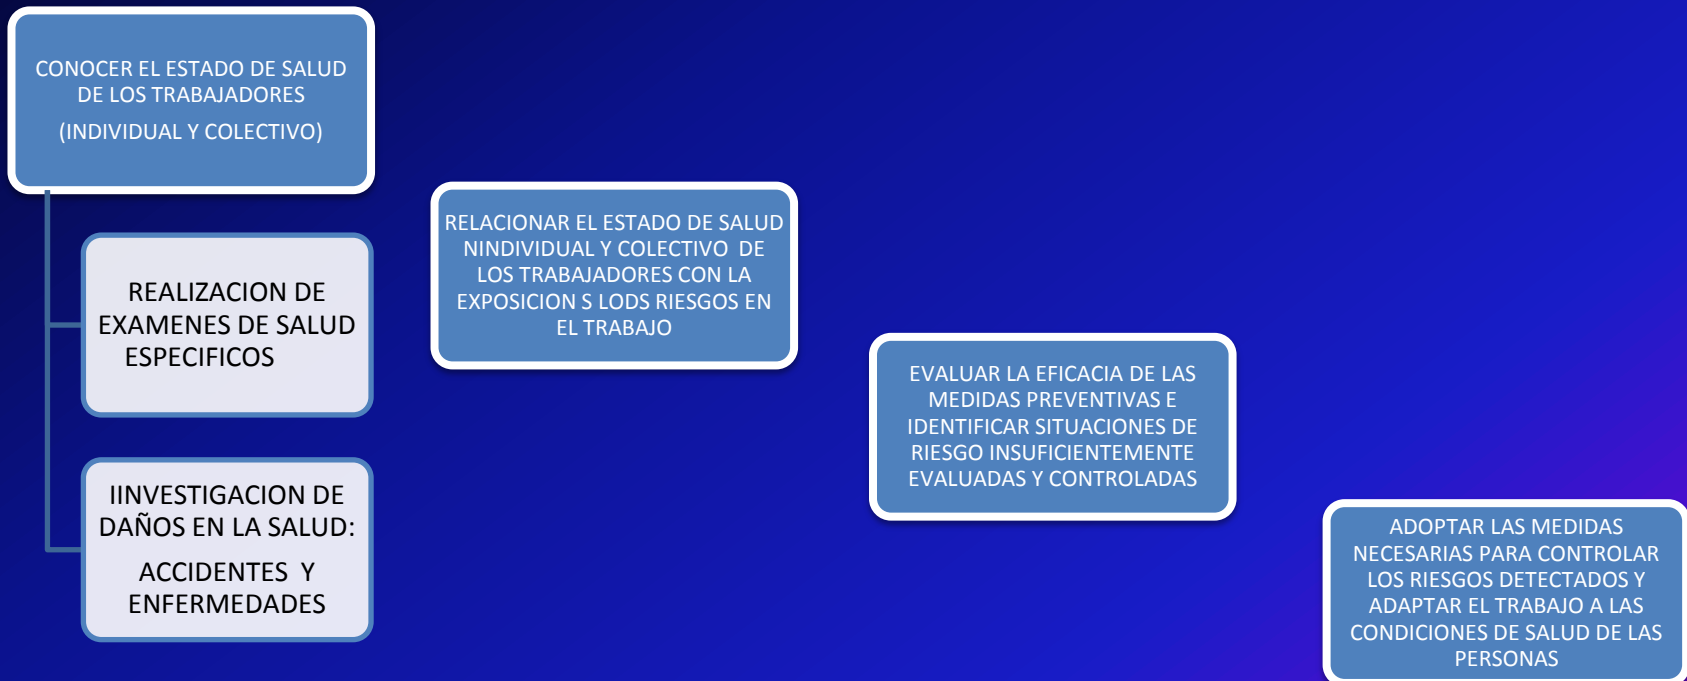 CONOCER EL ESTADO DE SALUD
DE LOS TRABAJADORES
(INDIVIDUAL Y COLECTIVO)
REALIZACION DE
EXAMENES DE SALUD
ESPECIFICOS
IINVESTIGACION DE
DAÑOS EN LA SALUD:
ACCIDENTES Y
ENFERMEDADES
RELACIONAR EL ESTADO DE SALUD
NINDIVIDUAL Y COLECTIVO DE
LOS TRABAJADORES CON LA
EXPOSICION S LODS RIESGOS EN
EL TRABAJO
EVALUAR LA EFICACIA DE LAS
MEDIDAS PREVENTIVAS E
IDENTIFICAR SITUACIONES DE
RIESGO INSUFICIENTEMENTE
EVALUADAS Y CONTROLADAS
ADOPTAR LAS MEDIDAS
NECESARIAS PARA CONTROLAR
LOS RIESGOS DETECTADOS Y
ADAPTAR EL TRABAJO A LAS
CONDICIONES DE SALUD DE LAS
PERSONAS